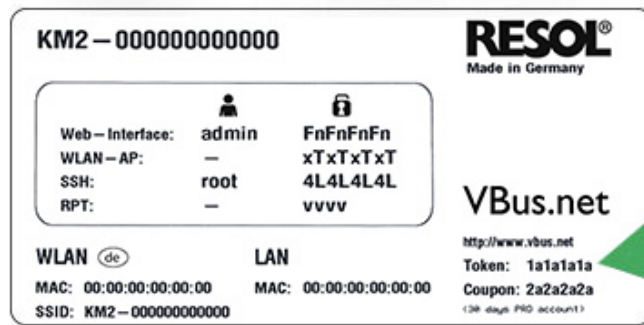 KM2-000000000000
RESOL®
Made in Germany
Web-Interface: admin FnFnFnFn
WLAN-AP: - xTxTxTxT
SSH: root 4L4L4L4L
RPT: - vvvv
VBus.net
http://www.vbus.net
Token: 1a1a1a1a
Coupon: 2a2a2a2a
(30 days PRO account)
WLAN de LAN
MAC: 00:00:00:00:00:00 MAC: 00:00:00:00:00:00
SSID: KM2-000000000000